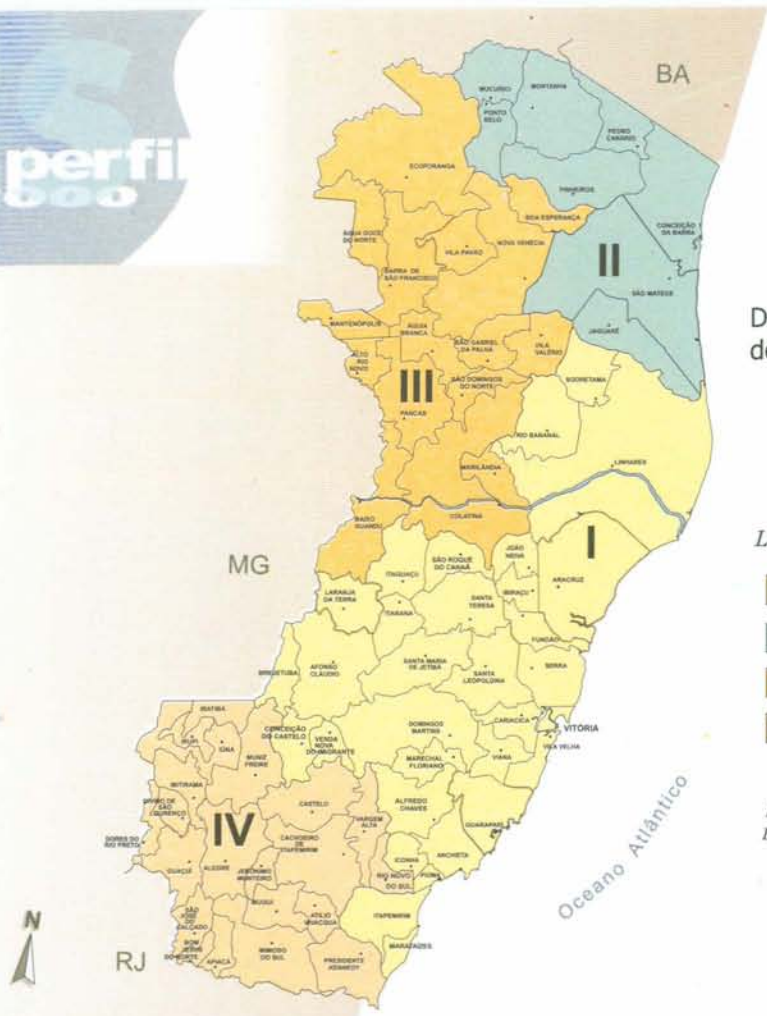 perfil
BA
MUCURICI
MONTANHA
PONTO
BELO
PEDRO
CANÁRIO
ECOPORANGA
PINHEIROS
BOA ESPERANÇA
CONCEIÇÃO
DA BARRA
ÁGUA DOCE
DO NORTE
VILA PAVÃO
NOVA VENÉCIA
II
BARRA DE
SÃO FRANCISCO
SÃO MATEUS
JAGUARÉ
MANTENÓPOLIS
ÁGUIA
BRANCA
SÃO GABRIEL
DA PALHA
VILA
VALÉRIO
ALTO
RIO
NOVO
III
SÃO DOMINGOS
DO NORTE
SOORETAMA
PANCAS
RIO BANANAL
MARILÂNDIA
LINHARES
BAIXO
GUANDU
COLATINA
I
MG
ITAGUAÇU
SÃO ROQUE
DO CANAÃ
JOÃO
NEIVA
ARACRUZ
LARANJA
DA TERRA
ITARANA
SANTA
TERESA
IBIRAÇU
FUNDÃO
BREJETUBA
AFONSO
CLÁUDIO
SANTA MARIA
DE JETIBÁ
SANTA
LEOPOLDINA
SERRA
IBATIBA
IRUPI
IÚNA
CONCEIÇÃO
DO CASTELO
VENDA
NOVA
DO IMIGRANTE
DOMINGOS
MARTINS
CARIACICA
VITÓRIA
VILA VELHA
MUNIZ
FREIRE
MARECHAL
FLORIANO
VIANA
IBITIRAMA
DIVINO DE
SÃO
LOURENÇO
CASTELO
VARGEM
ALTA
ALFREDO
CHAVES
GUARAPARI
IV
DORES DO
RIO PRETO
CACHOEIRO
DE
ITAPEMIRIM
GUAÇUÍ
ALEGRE
JERÔNIMO
MONTEIRO
ICONHA
ANCHIETA
RIO NOVO
DO SUL
PIÚMA
Oceano Atlântico
MUQUI
SÃO
JOSÉ
DO
CALÇADO
ATÍLIO
VIVACQUA
ITAPEMIRIM
BOM
JESUS
DO NORTE
MIMOSO
DO SUL
MARATAÍZES
APIACÁ
PRESIDENTE
KENNEDY
N
RJ
D
de
L